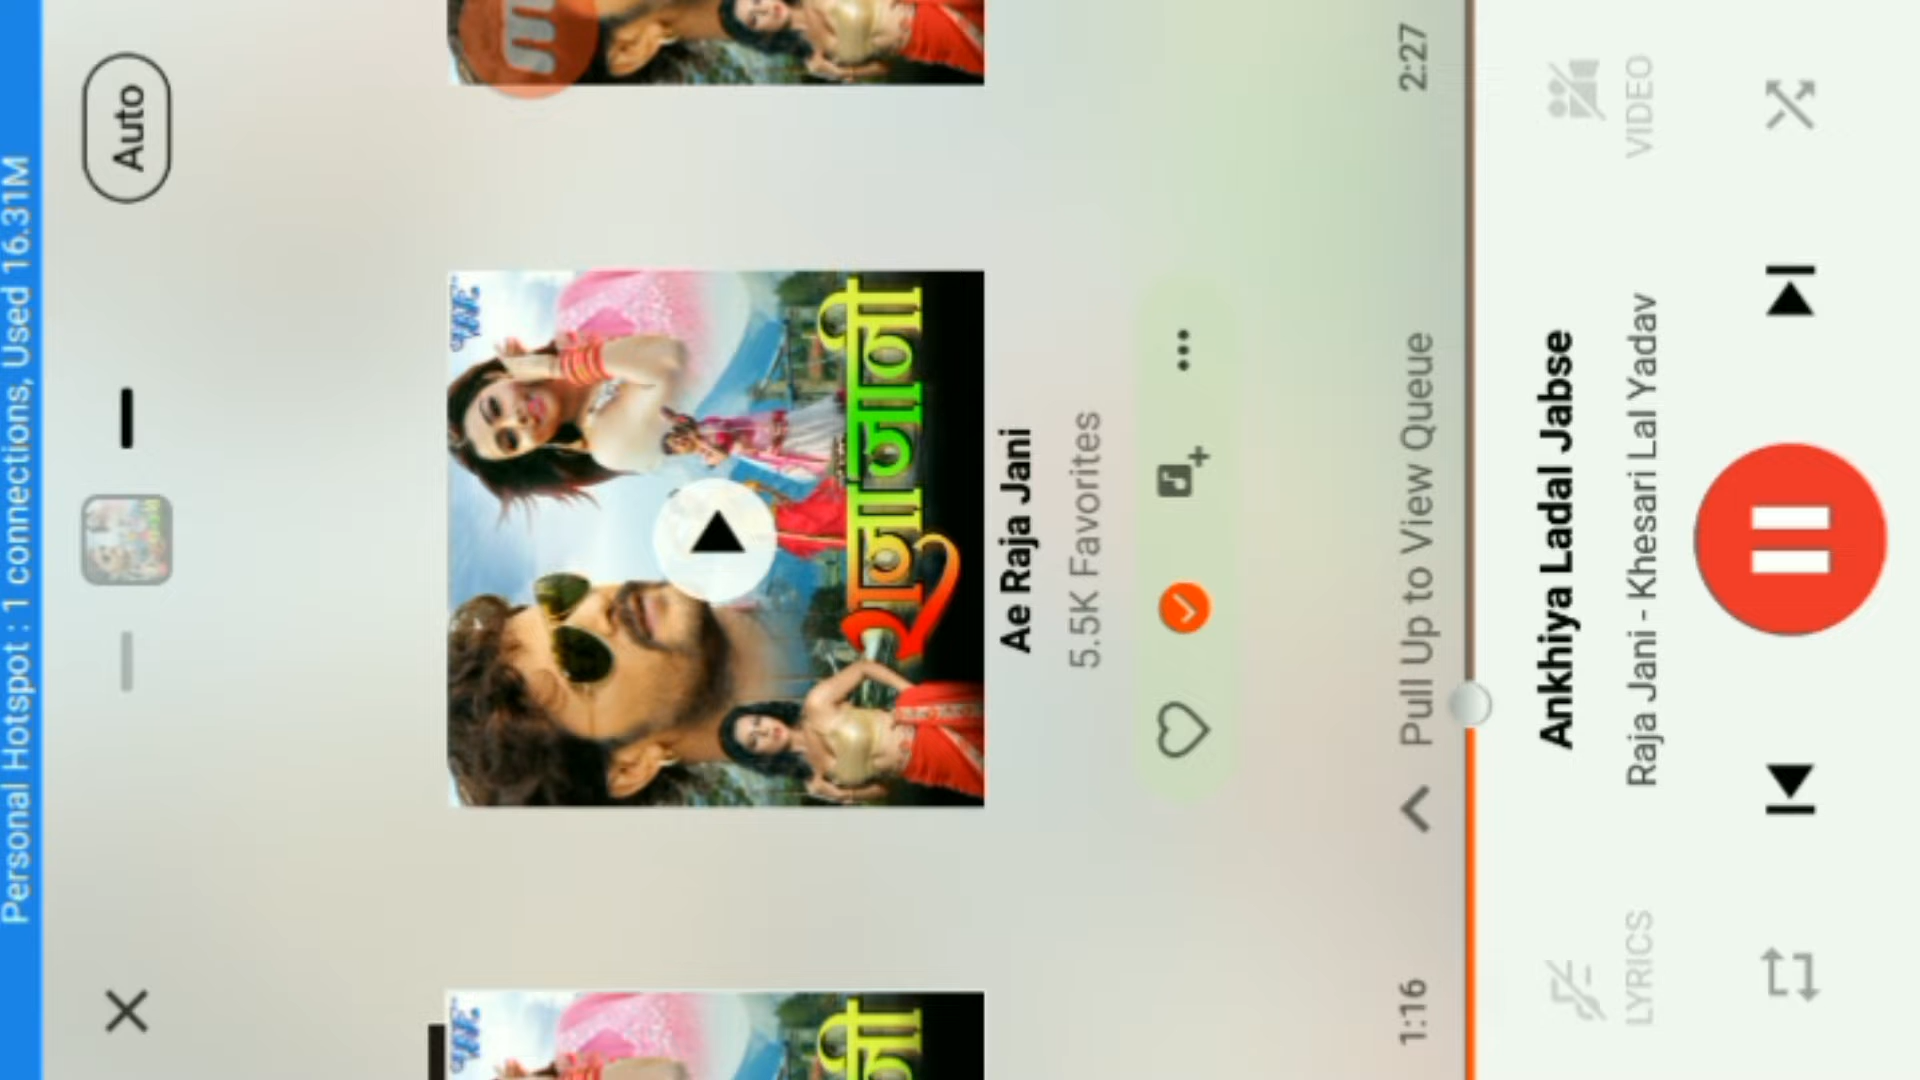 Personal Hotspot : 1 connections, Used 16.31M
Auto
राजाजानी
Ae Raja Jani
5.5K Favorites
Pull Up to View Queue
1:16
2:27
Ankhiya Ladal Jabse
Raja Jani - Khesari Lal Yadav
LYRICS
VIDEO